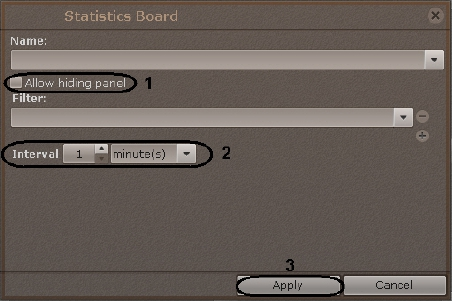 Statistics Board
Name:
Allow hiding panel 1
Filter:
Interval 1 minute(s) 2
3
Apply Cancel